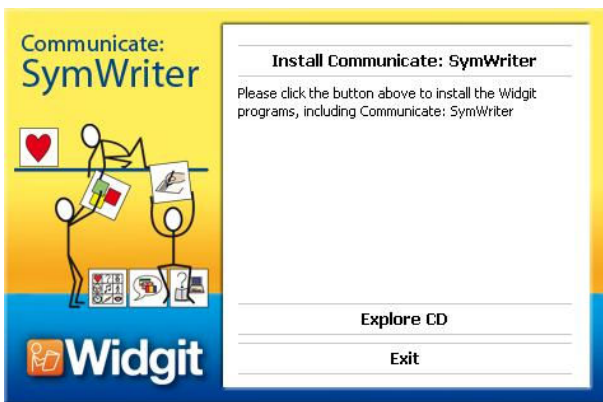 Communicate:
SymWriter
Widgit
Install Communicate: SymWriter
Please click the button above to install the Widgit
programs, including Communicate: SymWriter
Explore CD
Exit